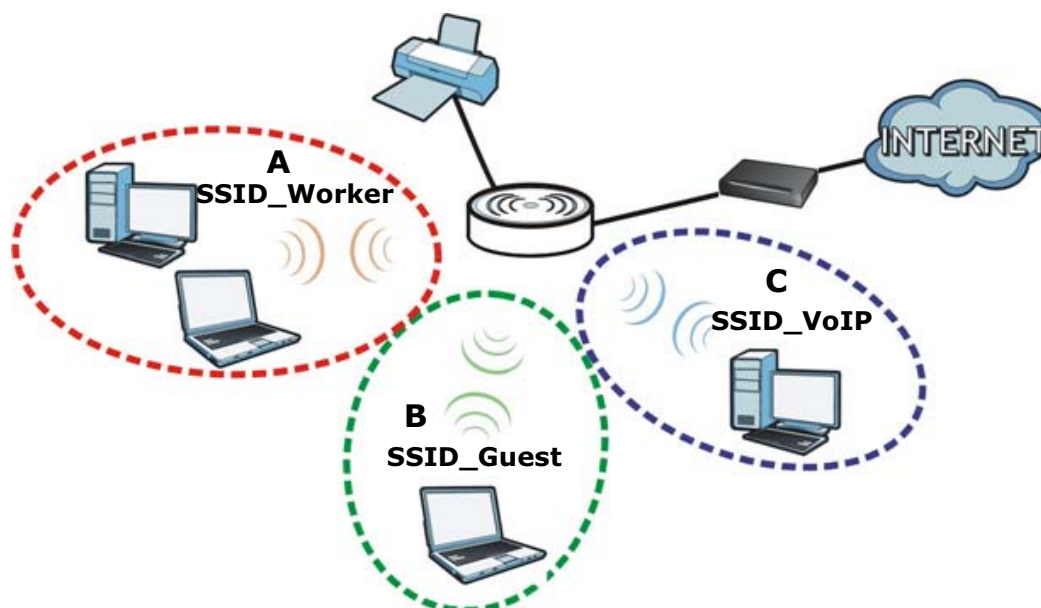 INTERNET
A
SSID_Worker
C
SSID_VoIP
B
SSID_Guest